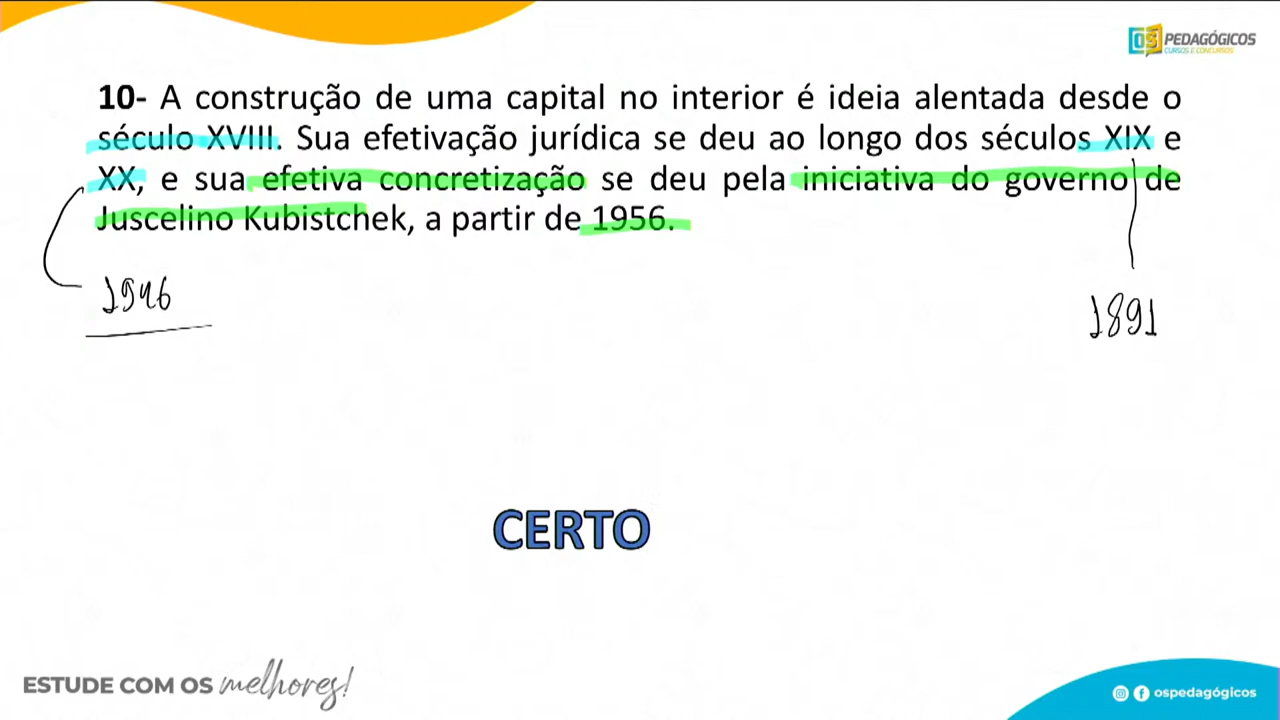 OS PEDAGÓGICOS
CURSOS E CONCURSOS
10- A construção de uma capital no interior é ideia alentada desde o
século XVIII. Sua efetivação jurídica se deu ao longo dos séculos XIX e
XX, e sua efetiva concretização se deu pela iniciativa do governo de
Juscelino Kubistchek, a partir de 1956.
1946
1891
CERTO
ESTUDE COM OS melhores!
ospedagógicos